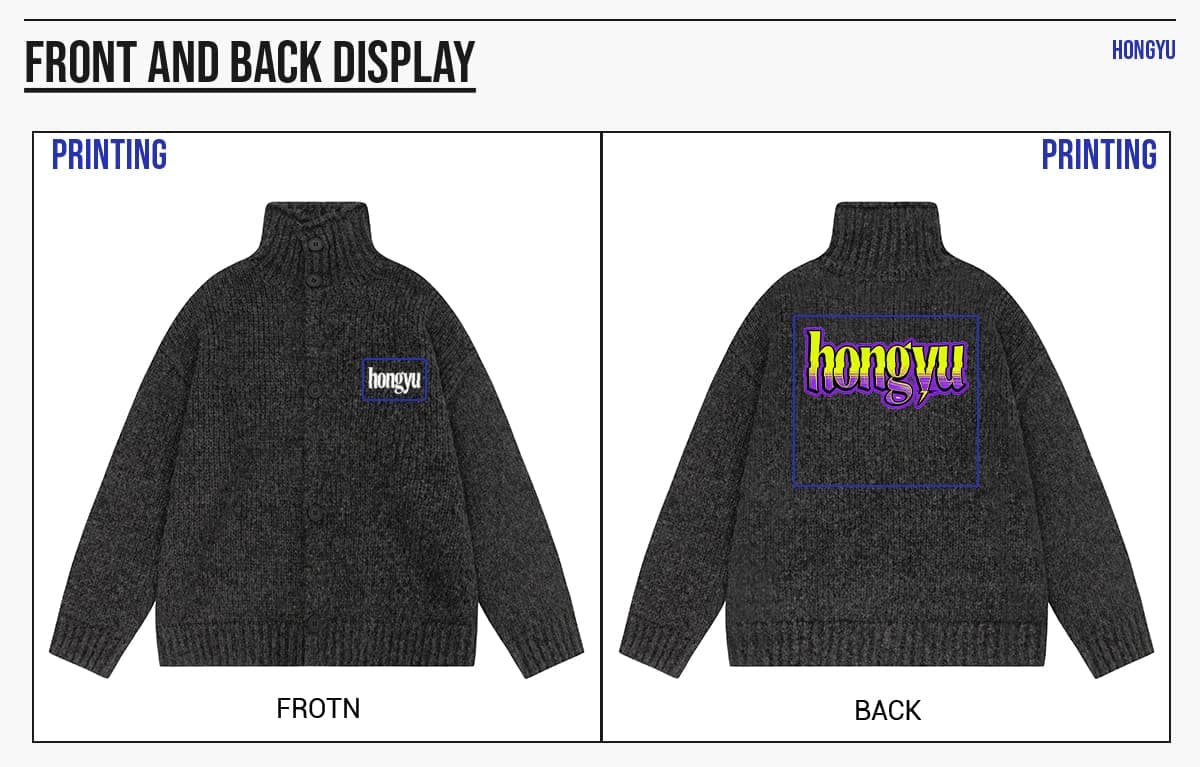 FRONT AND BACK DISPLAY
HONGYU
PRINTING
PRINTING
hongyu
hongyu
FROTN
BACK